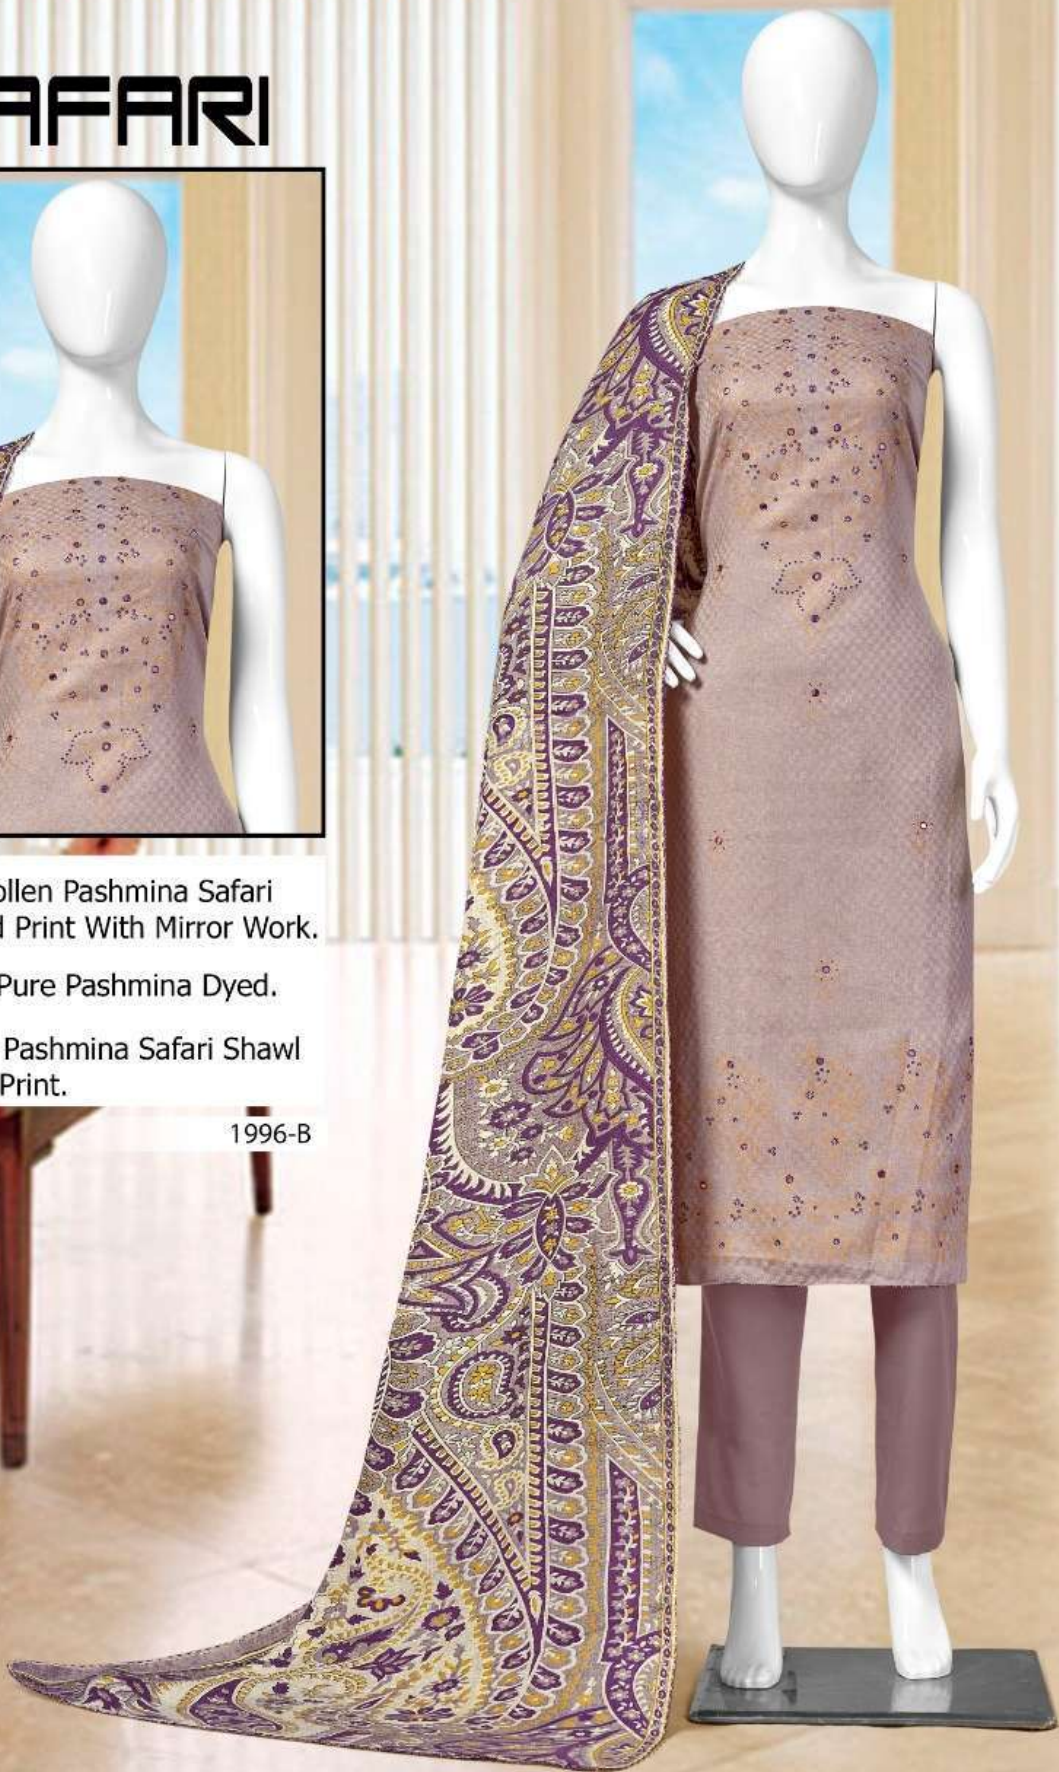 AFARI
ollen Pashmina Safari
Print With Mirror Work.
Pure Pashmina Dyed.
Pashmina Safari Shawl
Print.
1996-B